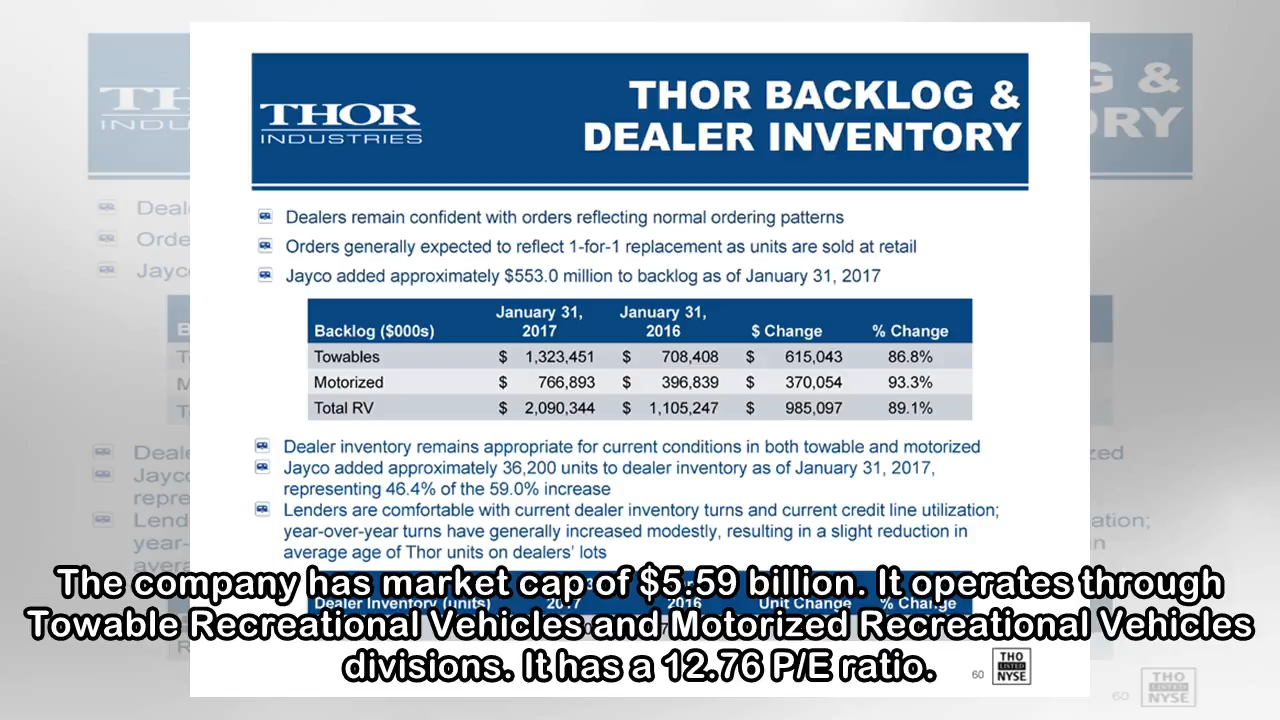 THOR
INDUSTRIES
THOR BACKLOG &
DEALER INVENTORY
Dealers remain confident with orders reflecting normal ordering patterns
Orders generally expected to reflect 1-for-1 replacement as units are sold at retail
Jayco added approximately $553.0 million to backlog as of January 31, 2017
January 31, January 31,
Backlog ($000s) 2017 2016 $ Change % Change
Towables $ 1,323,451 $ 708,408 $ 615,043 86.8%
Motorized $ 766,893 $ 396,839 $ 370,054 93.3%
Total RV $ 2,090,344 $ 1,105,247 $ 985,097 89.1%
Dealer inventory remains appropriate for current conditions in both towable and motorized
Jayco added approximately 36,200 units to dealer inventory as of January 31, 2017,
representing 46.4% of the 59.0% increase
Lenders are comfortable with current dealer inventory turns and current credit line utilization;
year-over-year turns have generally increased modestly, resulting in a slight reduction in
average age of Thor units on dealers' lots
The company has market cap of $5.59 billion. It operates through
Dealer Inventory (units) 2017 2016 Unit Change % Change
Towable Recreational Vehicles and Motorized Recreational Vehicles
divisions. It has a 12.76 P/E ratio.
60
THO
LISTED
NYSE